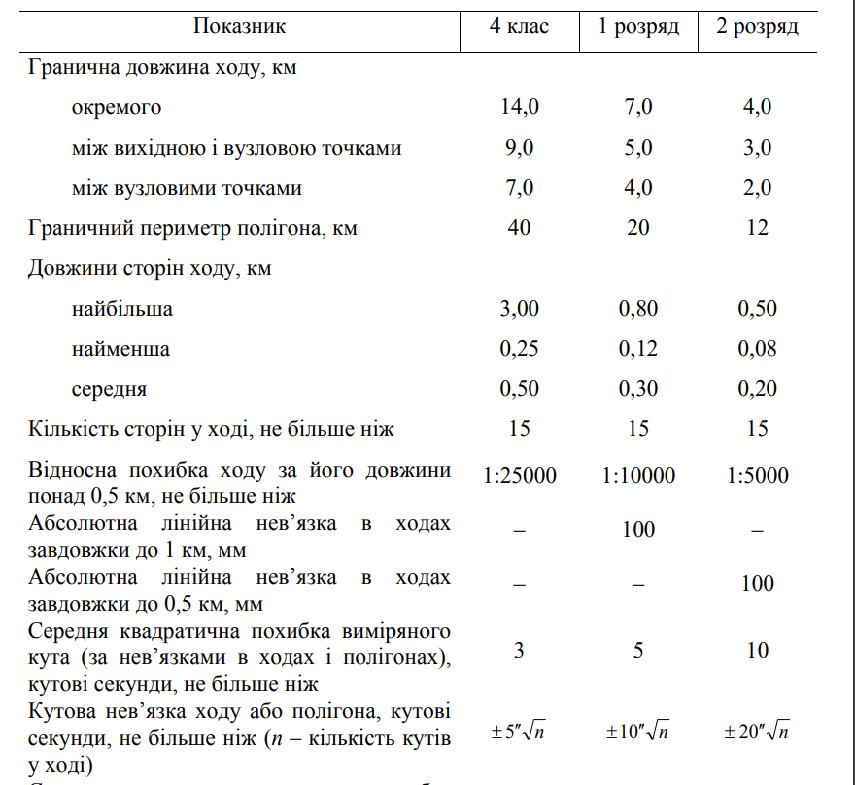 Показник 4 клас 1 розряд 2 розряд
Гранична довжина ходу, км
окремого 14,0 7,0 4,0
між вихідною і вузловою точками 9,0 5,0 3,0
між вузловими точками 7,0 4,0 2,0
Граничний периметр полігона, км 40 20 12
Довжини сторін ходу, км
найбільша 3,00 0,80 0,50
найменша 0,25 0,12 0,08
середня 0,50 0,30 0,20
Кількість сторін у ході, не більше ніж 15 15 15
Відносна похибка ходу за його довжини
понад 0,5 км, не більше ніж 1:25000 1:10000 1:5000
Абсолютна лінійна нев’язка в ходах
завдовжки до 1 км, мм – 100 –
Абсолютна лінійна нев’язка в ходах
завдовжки до 0,5 км, мм – – 100
Середня квадратична похибка виміряного
кута (за нев’язками в ходах і полігонах), 3 5 10
кутові секунди, не більше ніж
Кутова нев’язка ходу або полігона, кутові
секунди, не більше ніж (n – кількість кутів ±5″√n ±10″√n ±20″√n
у ході)